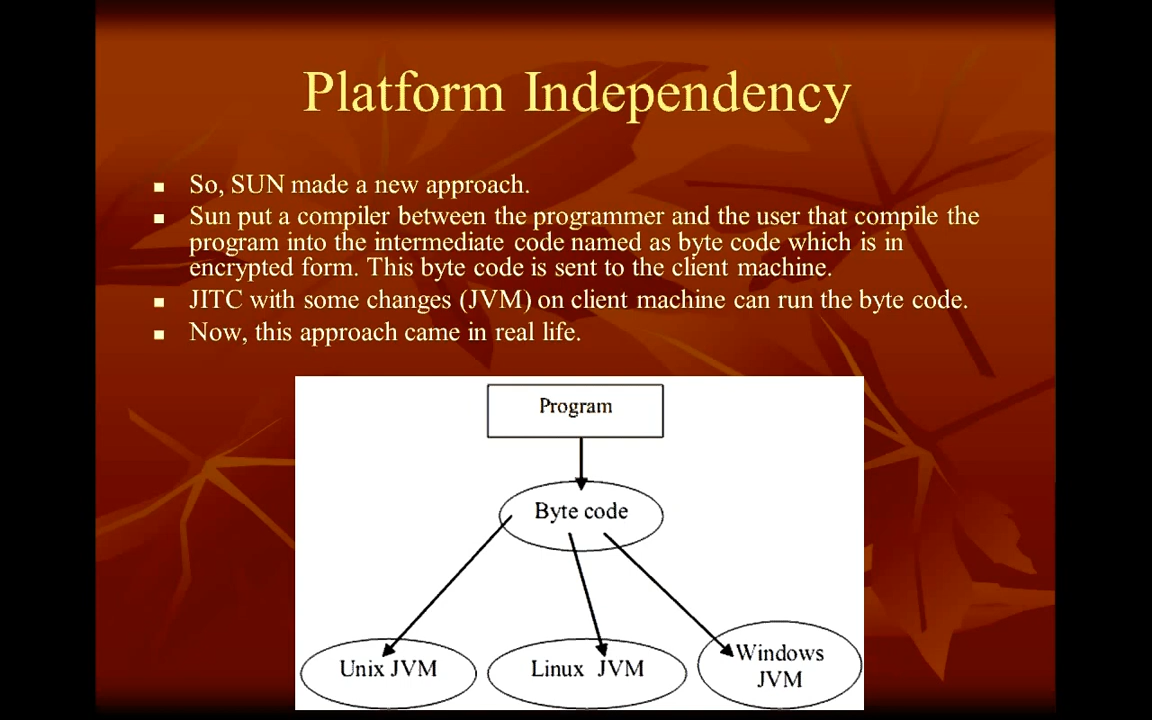 Platform Independency
So, SUN made a new approach.
Sun put a compiler between the programmer and the user that compile the
program into the intermediate code named as byte code which is in
encrypted form. This byte code is sent to the client machine.
JITC with some changes (JVM) on client machine can run the byte code.
Now, this approach came in real life.
Program
Byte code
Unix JVM
Linux JVM
Windows
JVM